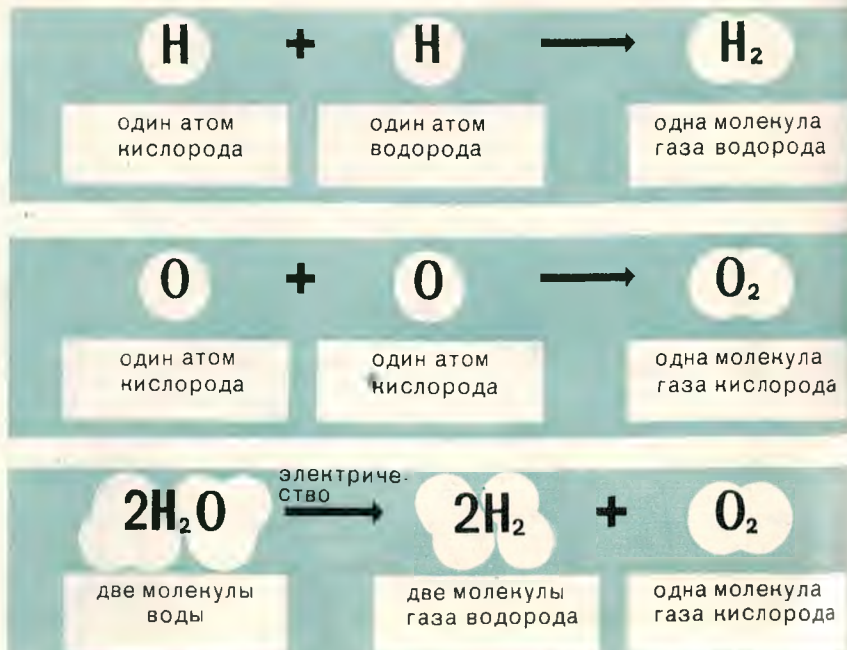 H + H → H₂
один атом кислорода
один атом водорода
одна молекула газа водорода
O + O → O₂
один атом кислорода
один атом кислорода
одна молекула газа кислорода
2H₂O электриче- ство → 2H₂ + O₂
две молекулы воды
две молекулы газа водорода
одна молекула газа кислорода